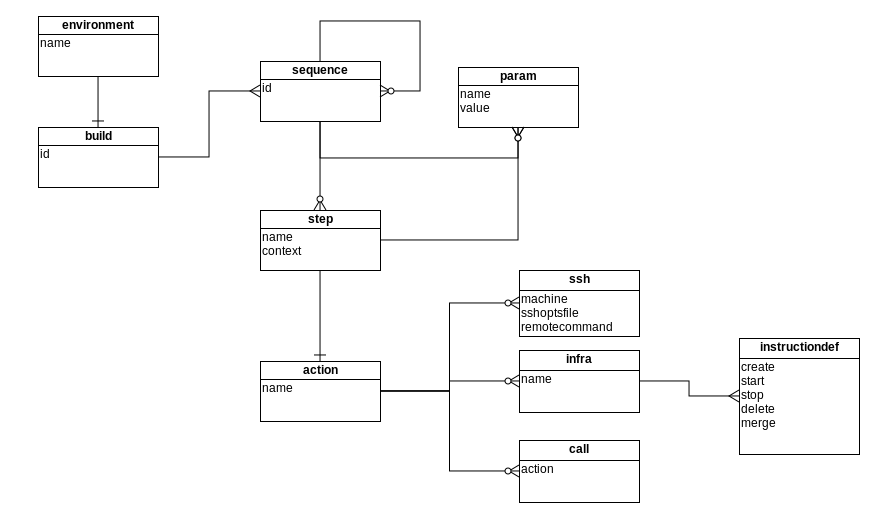 environment
name
build
id
sequence
id
param
name
value
step
name
context
action
name
ssh
machine
sshoptsfile
remotecommand
infra
name
call
action
instructiondef
create
start
stop
delete
merge